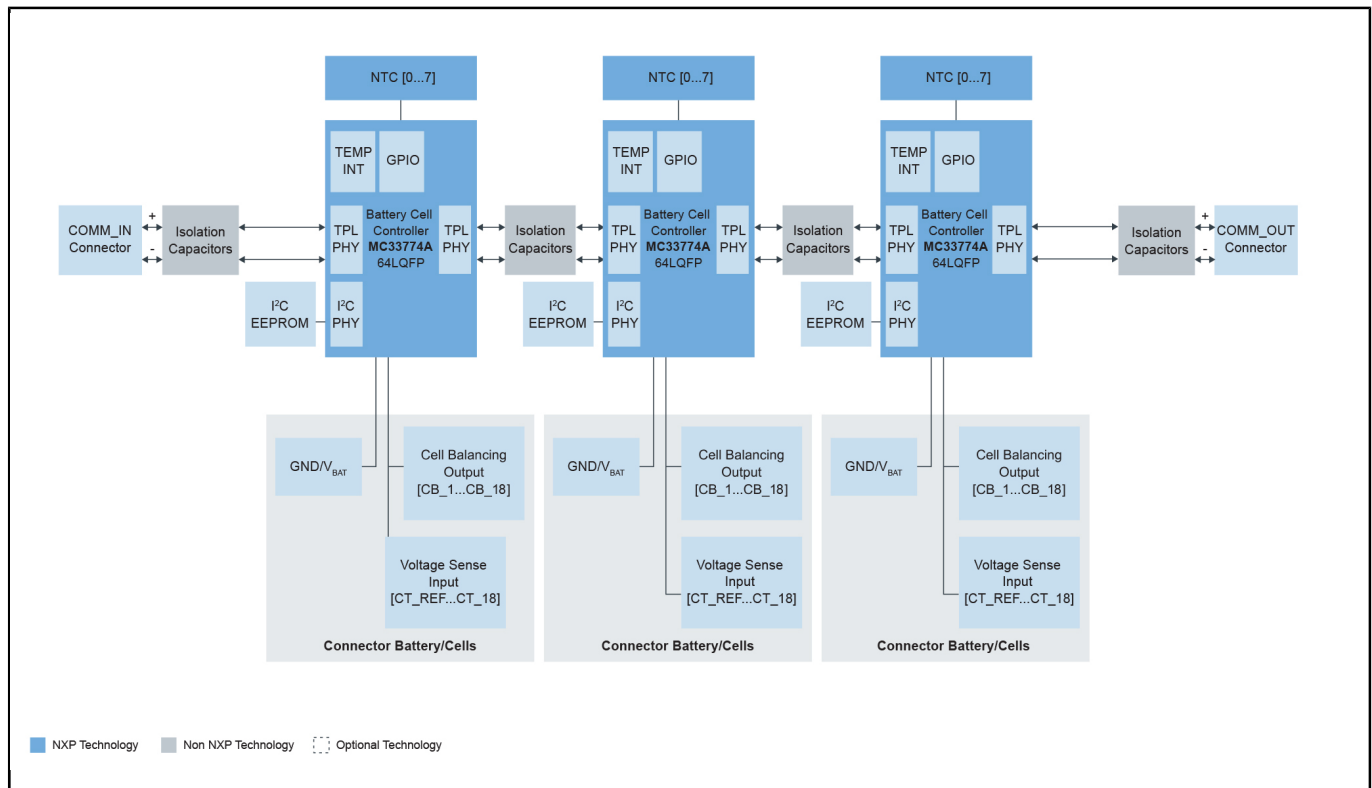 NTC [0...7]
NTC [0...7]
NTC [0...7]
TEMP
INT
GPIO
TEMP
INT
GPIO
TEMP
INT
GPIO
COMM_IN
Connector
+
-
Isolation
Capacitors
TPL
PHY
Battery Cell
Controller
MC33774A
64LQFP
TPL
PHY
Isolation
Capacitors
TPL
PHY
Battery Cell
Controller
MC33774A
64LQFP
TPL
PHY
Isolation
Capacitors
TPL
PHY
Battery Cell
Controller
MC33774A
64LQFP
TPL
PHY
Isolation
Capacitors
+
-
COMM_OUT
Connector
I²C
EEPROM
I²C
PHY
I²C
EEPROM
I²C
PHY
I²C
EEPROM
I²C
PHY
GND/VBAT
Cell Balancing
Output
[CB_1...CB_18]
Voltage Sense
Input
[CT_REF...CT_18]
Connector Battery/Cells
GND/VBAT
Cell Balancing
Output
[CB_1...CB_18]
Voltage Sense
Input
[CT_REF...CT_18]
Connector Battery/Cells
GND/VBAT
Cell Balancing
Output
[CB_1...CB_18]
Voltage Sense
Input
[CT_REF...CT_18]
Connector Battery/Cells
NXP Technology
Non NXP Technology
Optional Technology